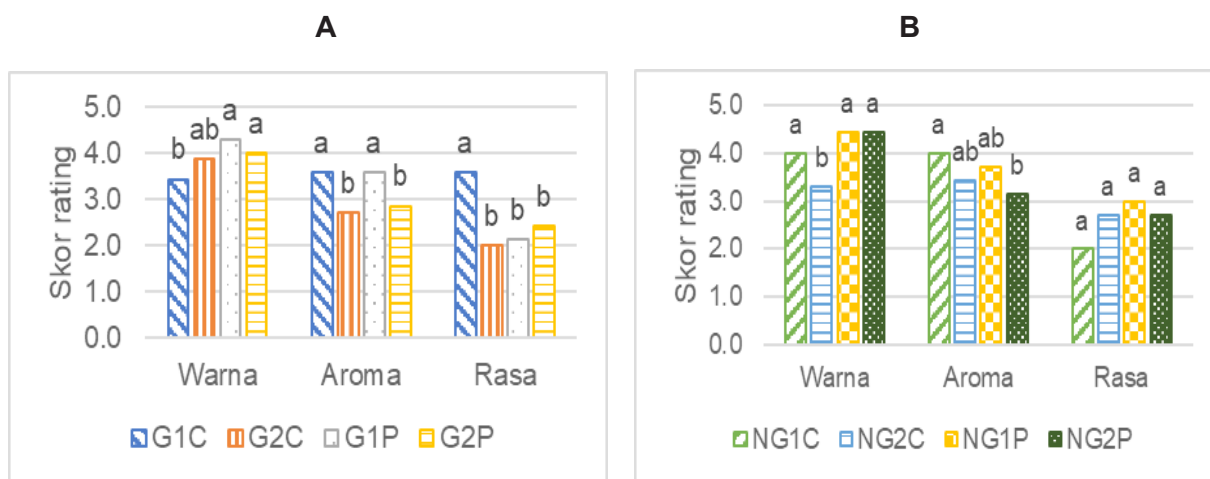 A
5.0
4.0
3.0
2.0
1.0
0.0
Skor rating
b ab a a
a b a b
a b b b
Warna Aroma Rasa
G1C G2C G1P G2P
B
5.0
4.0
3.0
2.0
1.0
0.0
Skor rating
a b a a
a ab ab b
a a a a
Warna Aroma Rasa
NG1C NG2C NG1P NG2P